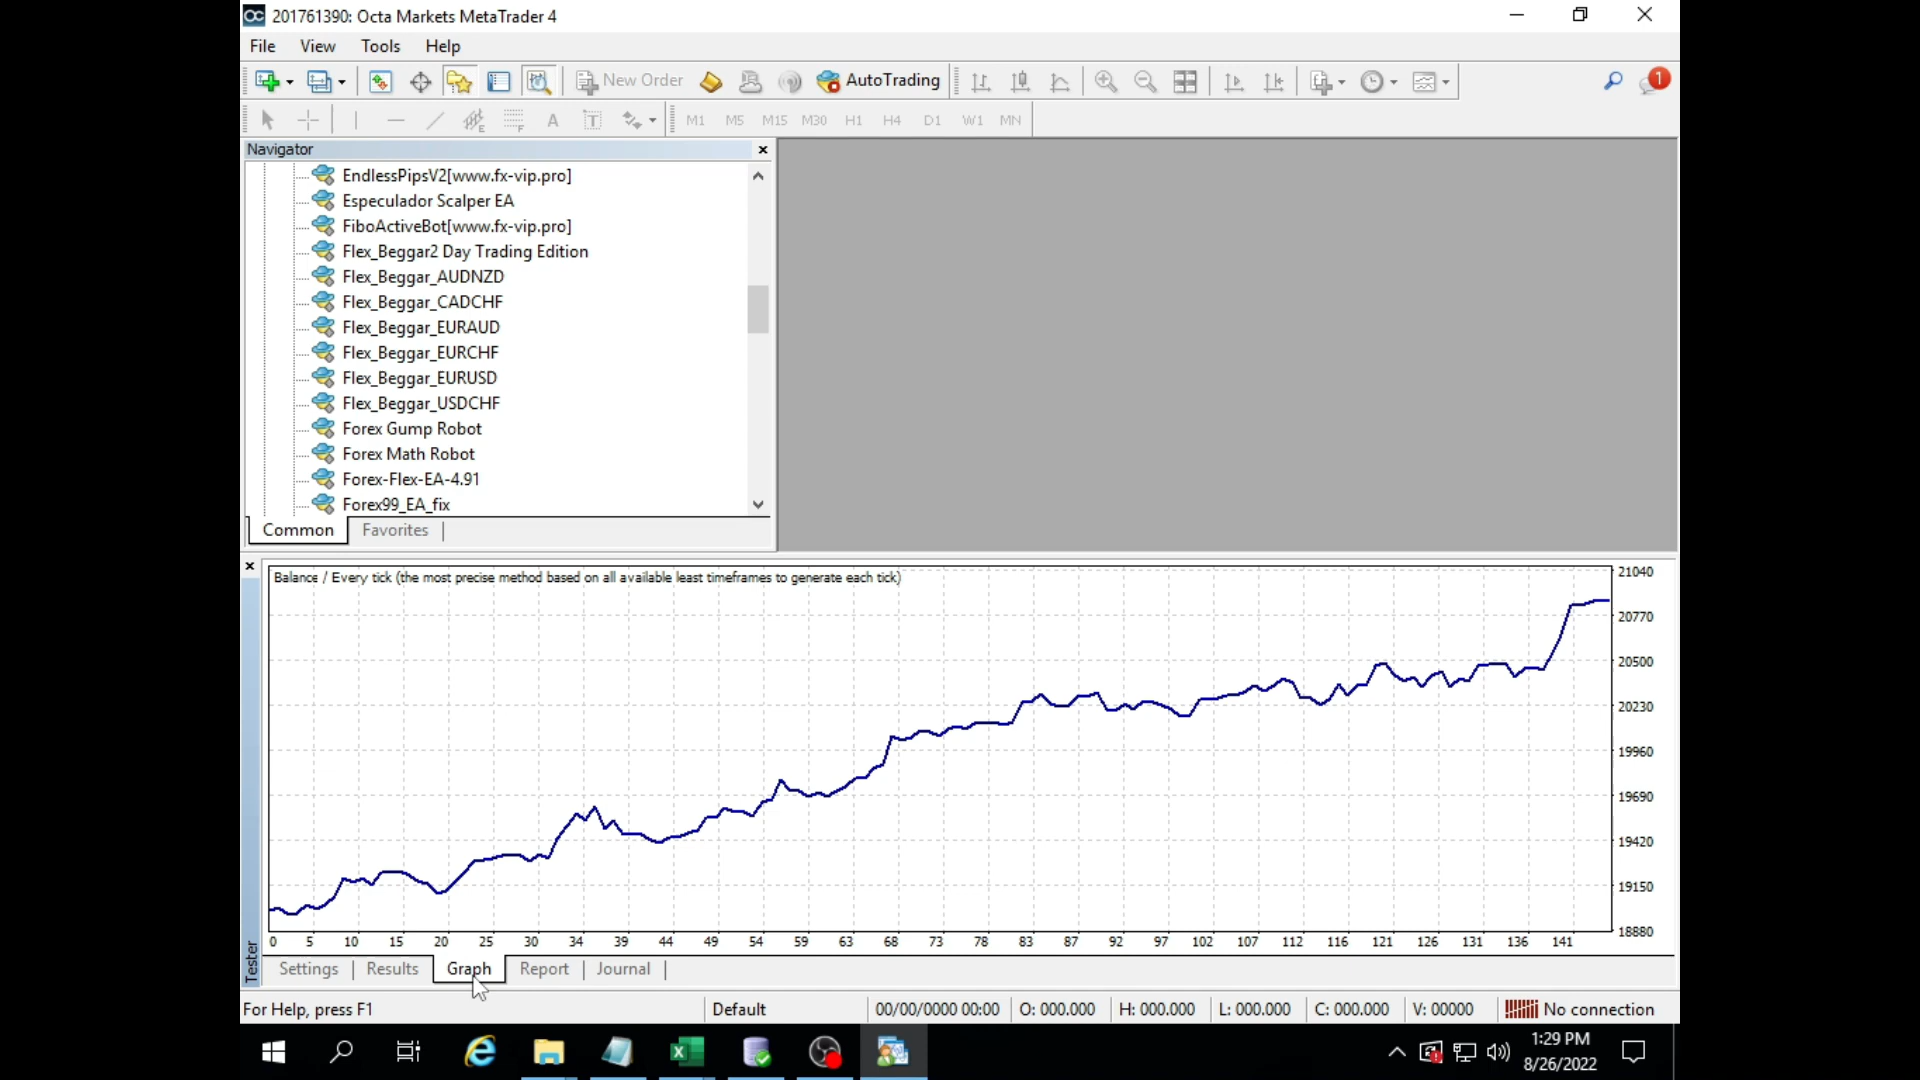 201761390: Octa Markets MetaTrader 4
File View Tools Help
New Order AutoTrading 1
A T M1 M5 M15 M30 H1 H4 D1 W1 MN
Navigator
EndlessPipsV2[www.fx-vip.pro]
Especulador Scalper EA
FiboActiveBot[www.fx-vip.pro]
Flex_Beggar2 Day Trading Edition
Flex_Beggar_AUDNZD
Flex_Beggar_CADCHF
Flex_Beggar_EURAUD
Flex_Beggar_EURCHF
Flex_Beggar_EURUSD
Flex_Beggar_USDCHF
Forex Gump Robot
Forex Math Robot
Forex-Flex-EA-4.91
Forex99_EA_fix
Common Favorites
Balance / Every tick (the most precise method based on all available least timeframes to generate each tick)
21040
20770
20500
20230
19960
19690
19420
19150
18880
0 5 10 15 20 25 30 34 39 44 49 54 59 63 68 73 78 83 87 92 97 102 107 112 116 121 126 131 136 141
Tester
Settings Results Graph Report Journal
For Help, press F1 Default 00/00/0000 00:00 O: 000.000 H: 000.000 L: 000.000 C: 000.000 V: 00000 No connection
1:29 PM
8/26/2022